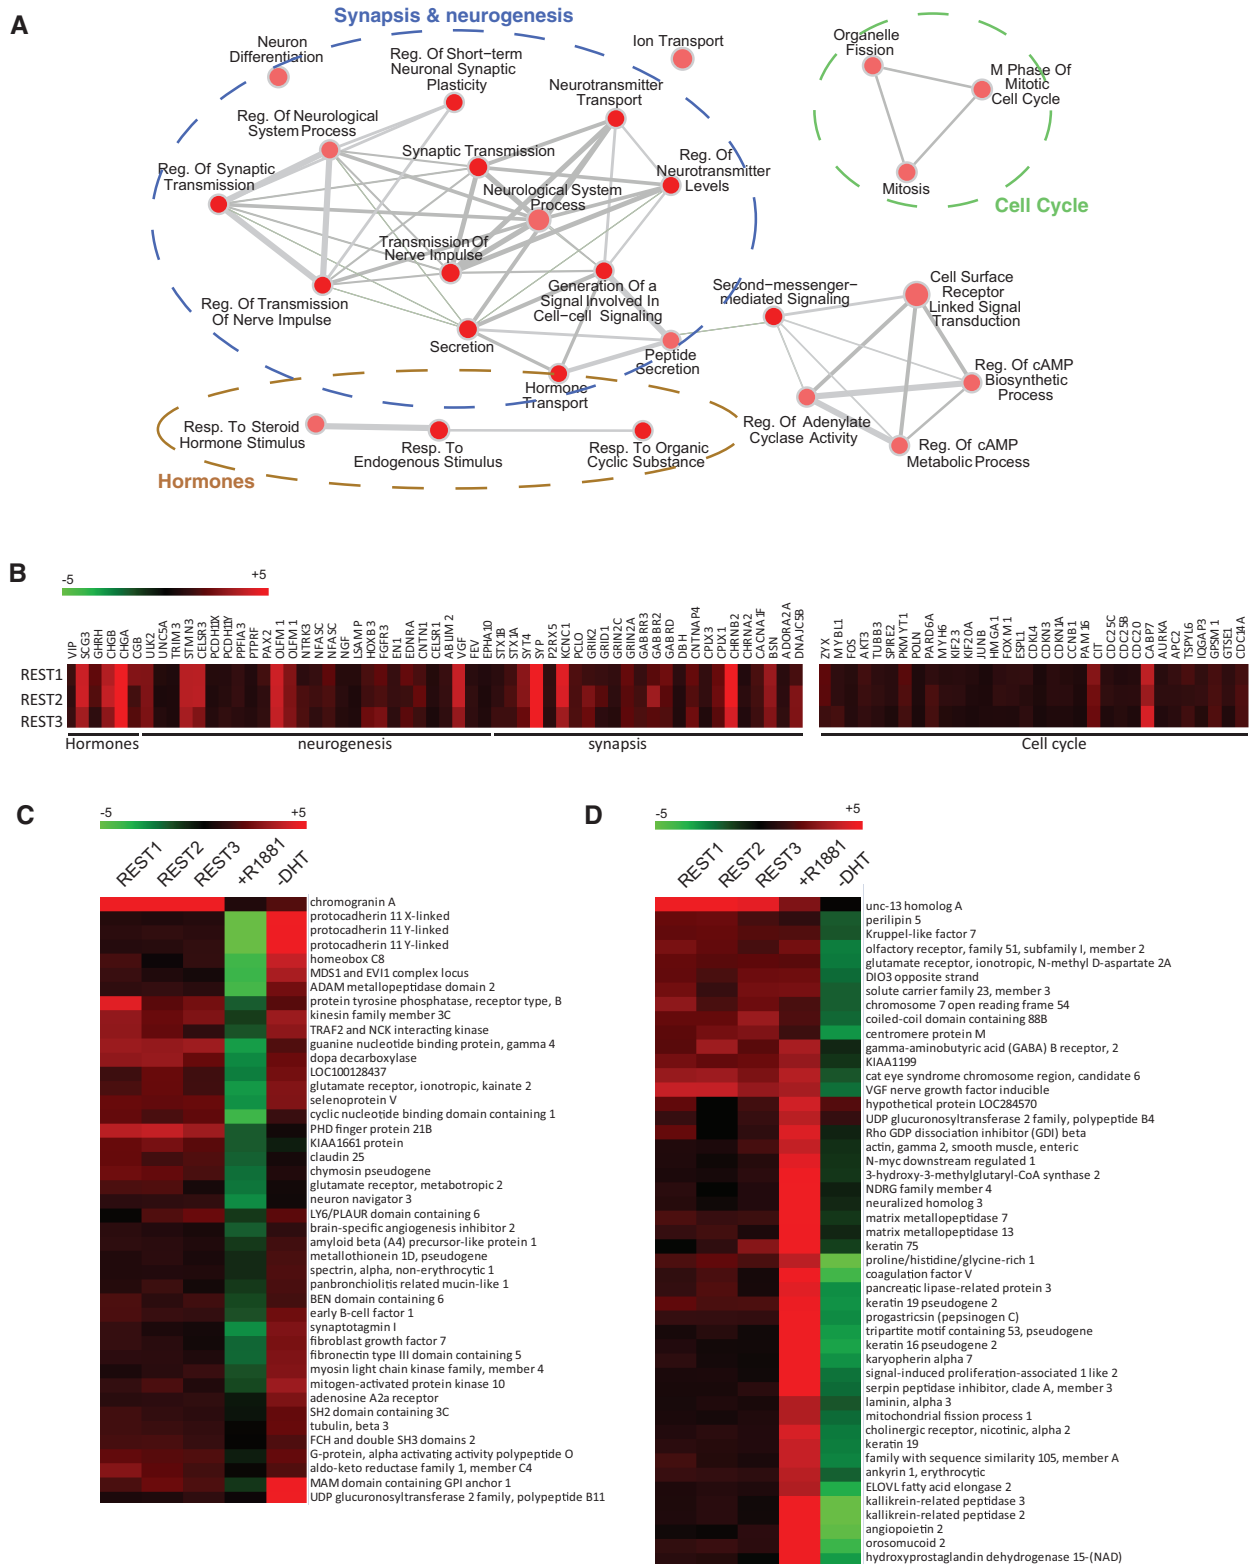 A
Synapsis & neurogenesis
Neuron
Differentiation
Reg. Of Short−term
Neuronal Synaptic
Plasticity
Ion Transport
Neurotransmitter
Transport
Organelle
Fission
M Phase Of
Mitotic
Cell Cycle
Reg. Of Neurological
System Process
Synaptic Transmission
Reg. Of
Neurotransmitter
Levels
Reg. Of Synaptic
Transmission
Neurological System
Process
Mitosis
Cell Cycle
Transmission Of
Nerve Impulse
Reg. Of Transmission
Of Nerve Impulse
Generation Of a
Signal Involved In
Cell−cell Signaling
Second−messenger−
mediated Signaling
Cell Surface
Receptor
Linked Signal
Transduction
Secretion
Peptide
Secretion
Hormone
Transport
Reg. Of cAMP
Biosynthetic
Process
Reg. Of Adenylate
Cyclase Activity
Reg. Of cAMP
Metabolic Process
Resp. To Steroid
Hormone Stimulus
Resp. To
Endogenous Stimulus
Resp. To Organic
Cyclic Substance
Hormones
B
-5
+5
VIP
SCG3
GHRH
CHGB
CHGA
CGB
ULK2
UNC5A
TRIM3
STMN3
CELSR3
PCDH11X
PCDH11Y
PPFIA3
PTPRF
PAX2
OLFM1
OLFM1
NTRK3
NFASC
NFASC
NGF
LSAMP
HOXB3
FGFR3
EN1
EDNRA
CNTN1
CELSR1
ABLIM2
VGF
FEV
EPHA10
STX1B
STX1A
SYT4
SYP
P2RX5
KCNC1
PCLO
GRIK2
GRID1
GRIN2C
GRIN2A
GABRR3
GABBR2
GABRD
DBH
CNTNAP4
CPLX3
CPLX1
CHRNB2
CHRNA2
CACNA1F
BSN
ADORA2A
DNAJC5B
ZYX
MYBL1
FOS
AKT3
TUBB3
SPIRE2
PKMYT1
POLN
PARD6A
MYH6
KIF23
KIF20A
JUNB
HMGA1
FOXM1
ESPL1
CDKL4
CDKN3
CDKN1A
CCNB1
PAM16
CIT
CDC25C
CDC25B
CDC20
CABP7
AURKA
APC2
TSPYL6
IQGAP3
GPSM1
GTSE1
CDC14A
REST1
REST2
REST3
Hormones
neurogenesis
synapsis
Cell cycle
C
-5
+5
REST1
REST2
REST3
+R1881
-DHT
chromogranin A
protocadherin 11 X-linked
protocadherin 11 Y-linked
protocadherin 11 Y-linked
homeobox C8
MDS1 and EVI1 complex locus
ADAM metallopeptidase domain 2
protein tyrosine phosphatase, receptor type, B
kinesin family member 3C
TRAF2 and NCK interacting kinase
guanine nucleotide binding protein, gamma 4
dopa decarboxylase
LOC100128437
glutamate receptor, ionotropic, kainate 2
selenoprotein V
cyclic nucleotide binding domain containing 1
PHD finger protein 21B
KIAA1661 protein
claudin 25
chymosin pseudogene
glutamate receptor, metabotropic 2
neuron navigator 3
LY6/PLAUR domain containing 6
brain-specific angiogenesis inhibitor 2
amyloid beta (A4) precursor-like protein 1
metallothionein 1D, pseudogene
spectrin, alpha, non-erythrocytic 1
panbronchiolitis related mucin-like 1
BEN domain containing 6
early B-cell factor 1
synaptotagmin I
fibroblast growth factor 7
fibronectin type III domain containing 5
myosin light chain kinase family, member 4
mitogen-activated protein kinase 10
adenosine A2a receptor
SH2 domain containing 3C
tubulin, beta 3
FCH and double SH3 domains 2
G-protein, alpha activating activity polypeptide O
aldo-keto reductase family 1, member C4
MAM domain containing GPI anchor 1
UDP glucuronosyltransferase 2 family, polypeptide B11
D
-5
+5
REST1
REST2
REST3
+R1881
-DHT
unc-13 homolog A
perilipin 5
Kruppel-like factor 7
olfactory receptor, family 51, subfamily I, member 2
glutamate receptor, ionotropic, N-methyl D-aspartate 2A
DIO3 opposite strand
solute carrier family 23, member 3
chromosome 7 open reading frame 54
coiled-coil domain containing 88B
centromere protein M
gamma-aminobutyric acid (GABA) B receptor, 2
KIAA1199
cat eye syndrome chromosome region, candidate 6
VGF nerve growth factor inducible
hypothetical protein LOC284570
UDP glucuronosyltransferase 2 family, polypeptide B4
Rho GDP dissociation inhibitor (GDI) beta
actin, gamma 2, smooth muscle, enteric
N-myc downstream regulated 1
3-hydroxy-3-methylglutaryl-CoA synthase 2
NDRG family member 4
neuralized homolog 3
matrix metallopeptidase 7
matrix metallopeptidase 13
keratin 75
proline/histidine/glycine-rich 1
coagulation factor V
pancreatic lipase-related protein 3
keratin 19 pseudogene 2
progastricsin (pepsinogen C)
tripartite motif containing 53, pseudogene
keratin 16 pseudogene 2
karyopherin alpha 7
signal-induced proliferation-associated 1 like 2
serpin peptidase inhibitor, clade A, member 3
laminin, alpha 3
mitochondrial fission process 1
cholinergic receptor, nicotinic, alpha 2
keratin 19
family with sequence similarity 105, member A
ankyrin 1, erythrocytic
ELOVL fatty acid elongase 2
kallikrein-related peptidase 3
kallikrein-related peptidase 2
angiopoietin 2
orosomucoid 2
hydroxyprostaglandin dehydrogenase 15-(NAD)